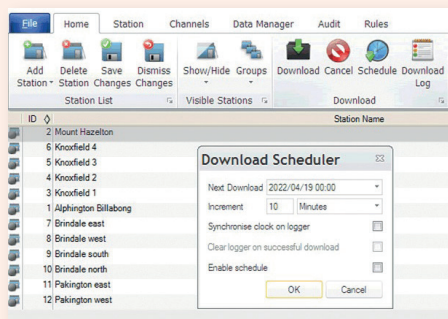 File Home Station Channels Data Manager Audit Rules
Add Station Delete Station Save Changes Dismiss Changes Show/Hide Groups Download Cancel Schedule Download Log
Station List Visible Stations Download
ID Station Name
2 Mount Hazelton
6 Knoxfield 4
5 Knoxfield 3
4 Knoxfield 2
3 Knoxfield 1
1 Alphington Billabong
7 Brindale east
8 Brindale west
9 Brindale south
10 Brindale north
11 Pakington east
12 Pakington west
Download Scheduler
Next Download 2022/04/19 00:00
Increment 10 Minutes
Synchronise clock on logger
Clear logger on successful download
Enable schedule
OK Cancel